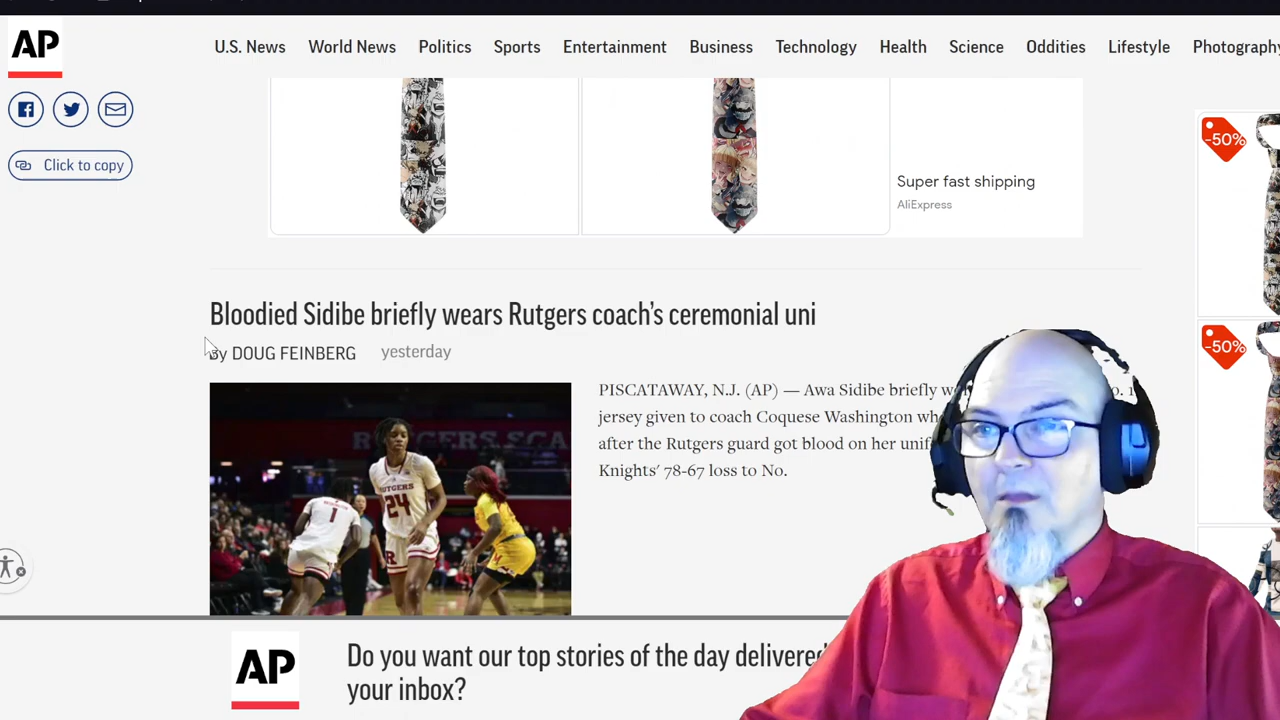 AP
U.S. News World News Politics Sports Entertainment Business Technology Health Science Oddities Lifestyle Photography
Click to copy
-50%
Super fast shipping
AliExpress
Bloodied Sidibe briefly wears Rutgers coach’s ceremonial uni
By DOUG FEINBERG yesterday
-50%
PISCATAWAY, N.J. (AP) — Awa Sidibe briefly
jersey given to coach Coquese Washington
after the Rutgers guard got blood on her
Knights’ 78-67 loss to No.
RUTGERS
24
1
AP
Do you want our top stories of the day delivered
your inbox?